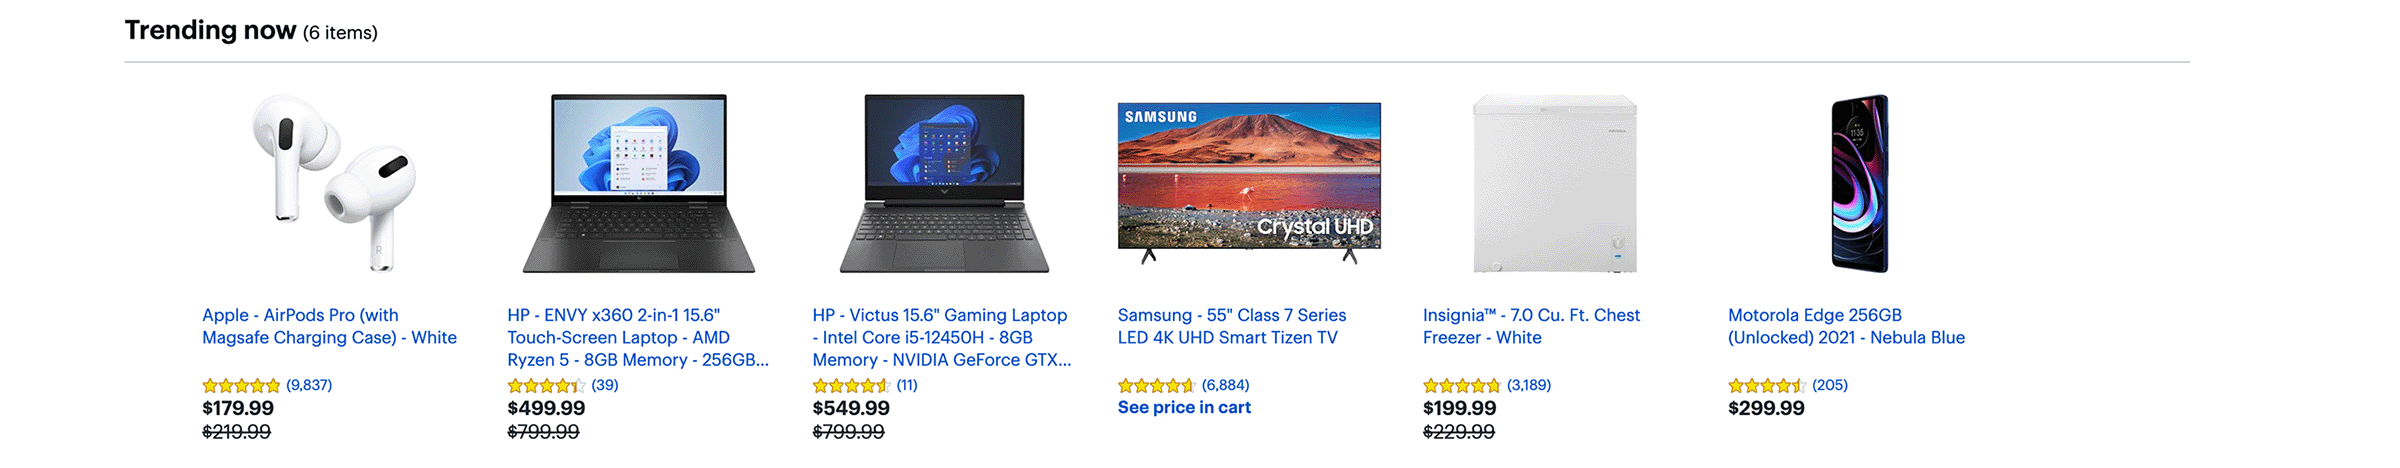 Trending now (6 items)
SAMSUNG
Crystal UHD
11:35
R
Apple - AirPods Pro (with
Magsafe Charging Case) - White
(9,837)
$179.99
$219.99
HP - ENVY x360 2-in-1 15.6"
Touch-Screen Laptop - AMD
Ryzen 5 - 8GB Memory - 256GB...
(39)
$499.99
$799.99
HP - Victus 15.6" Gaming Laptop
- Intel Core i5-12450H - 8GB
Memory - NVIDIA GeForce GTX...
(11)
$549.99
$799.99
Samsung - 55" Class 7 Series
LED 4K UHD Smart Tizen TV
(6,884)
See price in cart
Insignia™ - 7.0 Cu. Ft. Chest
Freezer - White
(3,189)
$199.99
$229.99
Motorola Edge 256GB
(Unlocked) 2021 - Nebula Blue
(205)
$299.99